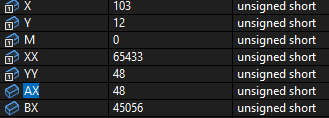 X 103 unsigned short
Y 12 unsigned short
M 0 unsigned short
XX 65433 unsigned short
YY 48 unsigned short
AX 48 unsigned short
BX 45056 unsigned short